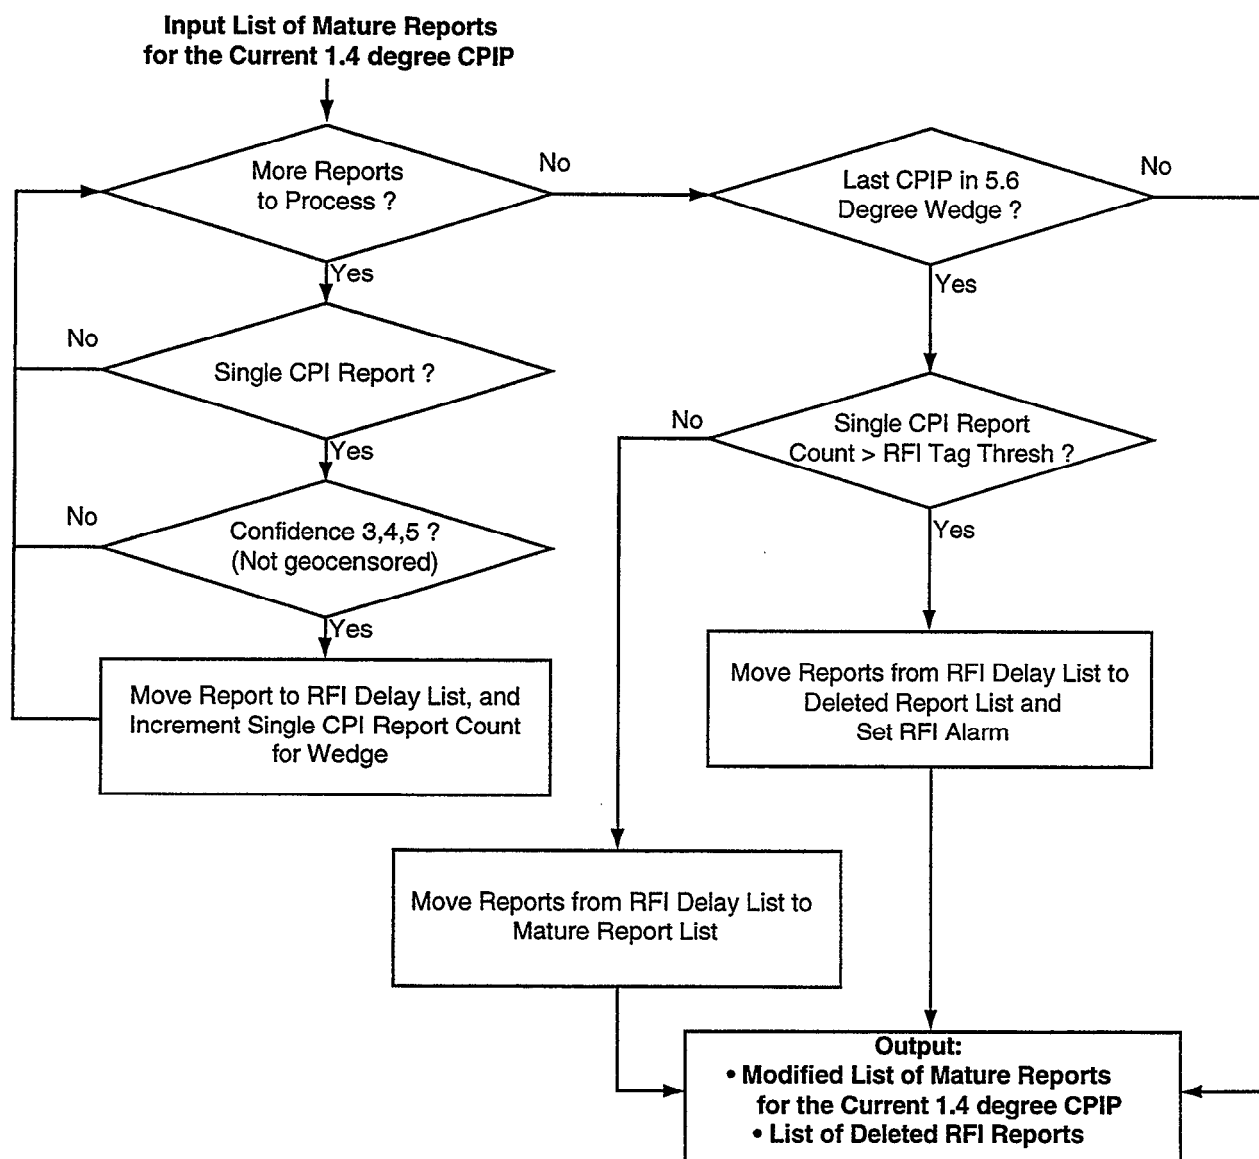 Input List of Mature Reports
for the Current 1.4 degree CPIP
More Reports
to Process ?
No
Yes
Single CPI Report ?
No
Yes
Confidence 3,4,5 ?
(Not geocensored)
No
Yes
Move Report to RFI Delay List, and
Increment Single CPI Report Count
for Wedge
Last CPIP in 5.6
Degree Wedge ?
No
Yes
Single CPI Report
Count > RFI Tag Thresh ?
No
Yes
Move Reports from RFI Delay List to
Deleted Report List and
Set RFI Alarm
Move Reports from RFI Delay List to
Mature Report List
Output:
• Modified List of Mature Reports
for the Current 1.4 degree CPIP
• List of Deleted RFI Reports